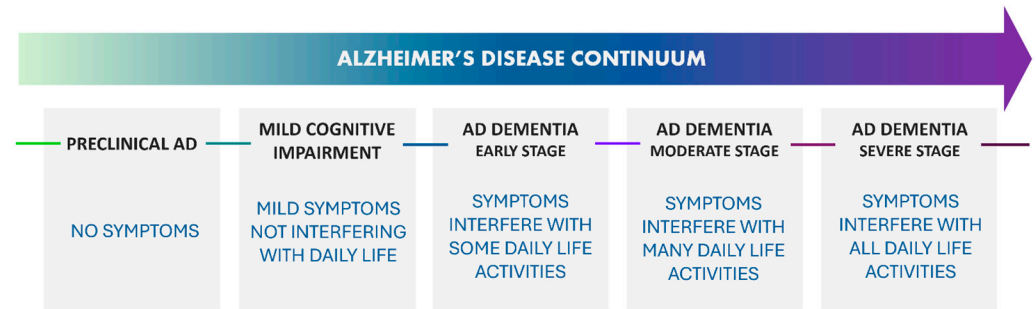 ALZHEIMER'S DISEASE CONTINUUM
PRECLINICAL AD
NO SYMPTOMS
MILD COGNITIVE
IMPAIRMENT
MILD SYMPTOMS
NOT INTERFERING
WITH DAILY LIFE
AD DEMENTIA
EARLY STAGE
SYMPTOMS
INTERFERE WITH
SOME DAILY LIFE
ACTIVITIES
AD DEMENTIA
MODERATE STAGE
SYMPTOMS
INTERFERE WITH
MANY DAILY LIFE
ACTIVITIES
AD DEMENTIA
SEVERE STAGE
SYMPTOMS
INTERFERE WITH
ALL DAILY LIFE
ACTIVITIES